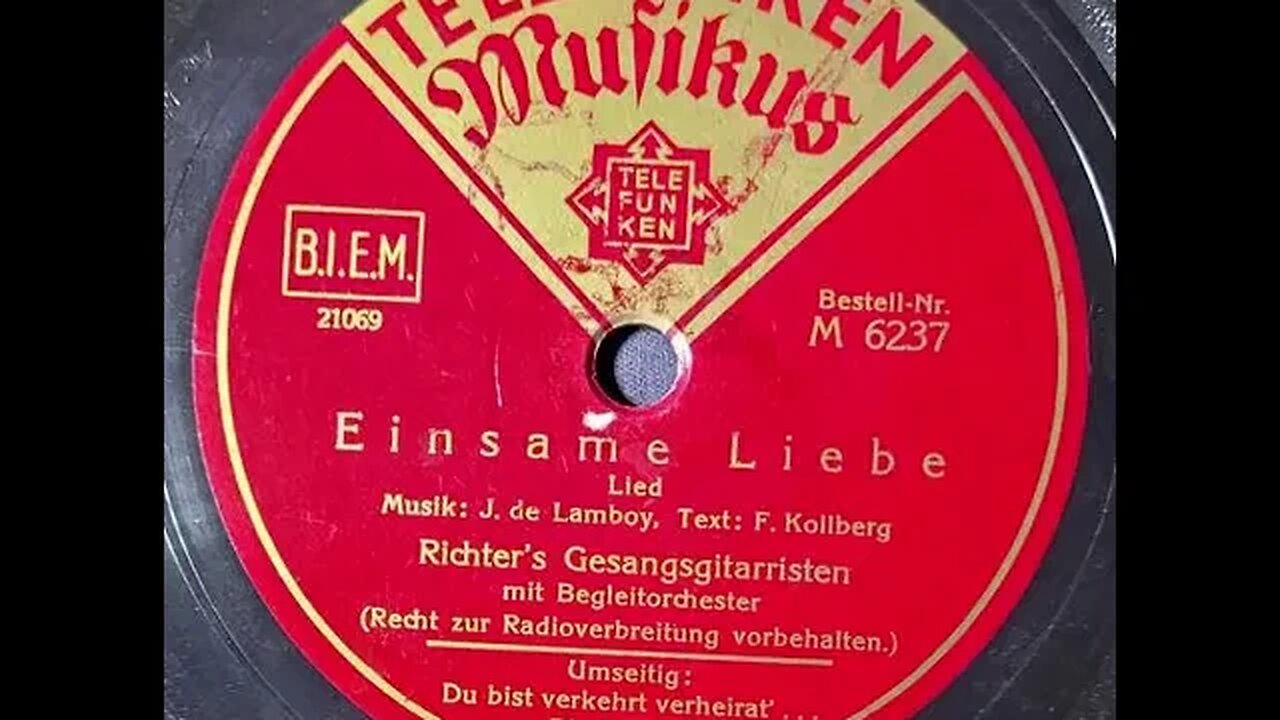 TELEFUNKEN
Musikus
TELE
FUN
KEN
B.I.E.M.
21069
Bestell-Nr.
M 6237
Einsame Liebe
Lied
Musik: J. de Lamboy, Text: F. Kollberg
Richter's Gesangsgitarristen
mit Begleitorchester
(Recht zur Radioverbreitung vorbehalten.)
Umseitig:
Du bist verkehrt verheirat' ...